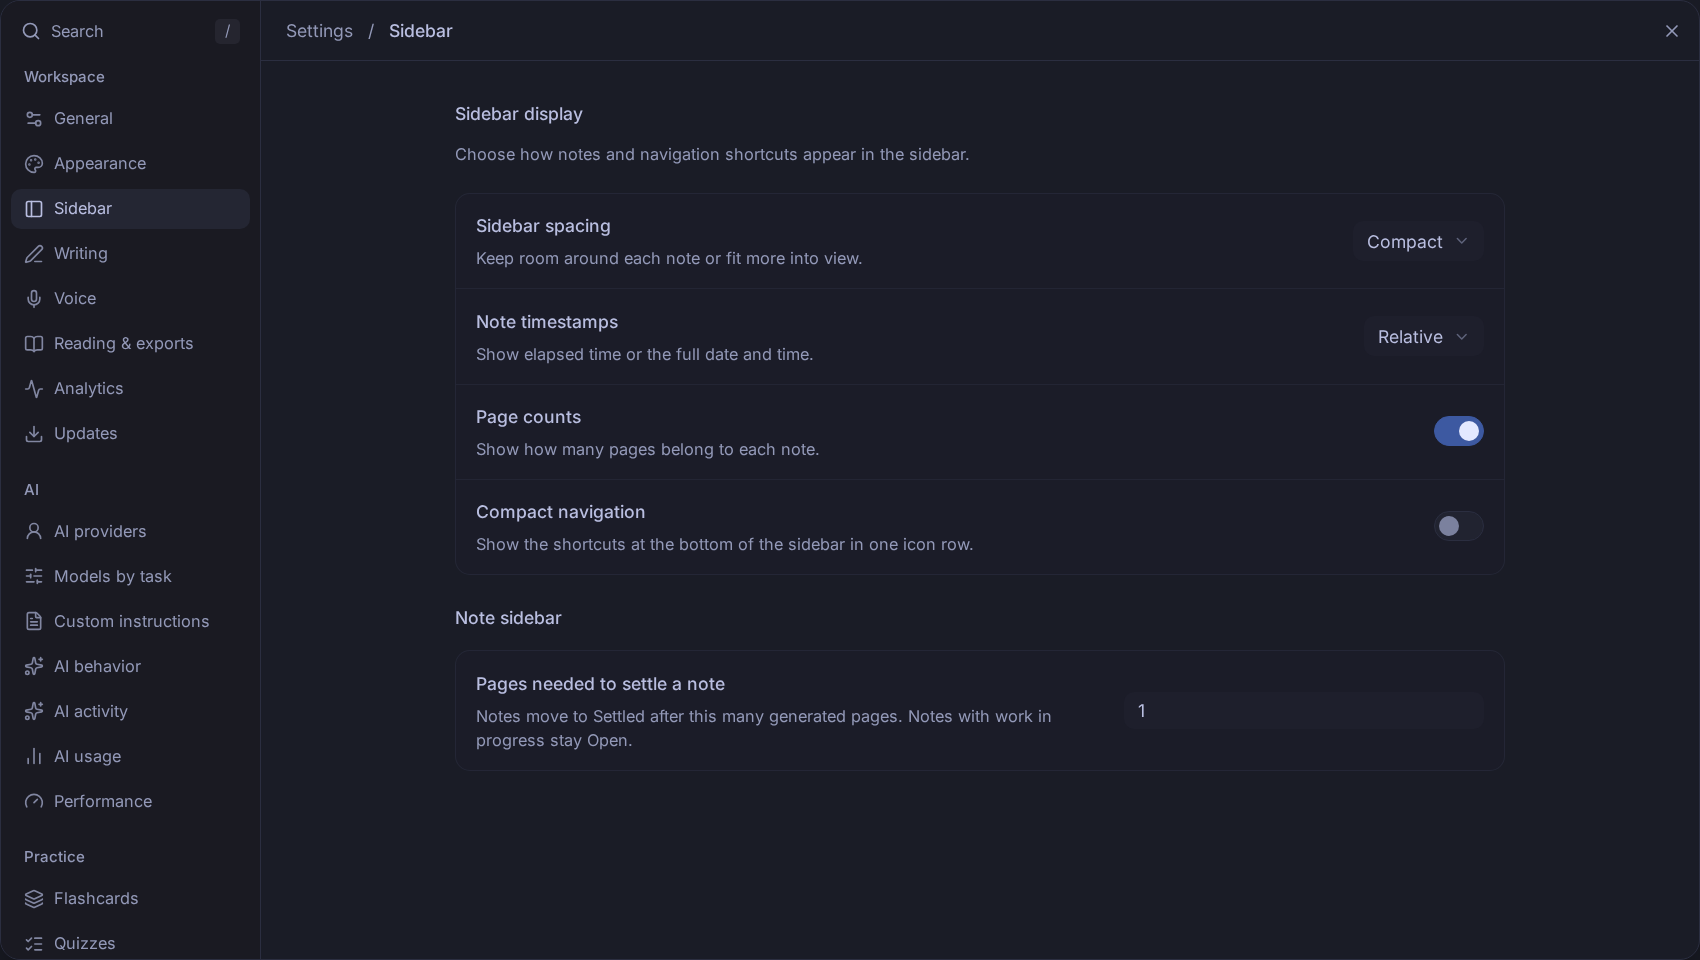 Search
/
Workspace
General
Appearance
Sidebar
Writing
Voice
Reading & exports
Analytics
Updates
AI
AI providers
Models by task
Custom instructions
AI behavior
AI activity
AI usage
Performance
Practice
Flashcards
Quizzes
Settings / Sidebar
Sidebar display
Choose how notes and navigation shortcuts appear in the sidebar.
Sidebar spacing
Keep room around each note or fit more into view.
Compact
Note timestamps
Show elapsed time or the full date and time.
Relative
Page counts
Show how many pages belong to each note.
Compact navigation
Show the shortcuts at the bottom of the sidebar in one icon row.
Note sidebar
Pages needed to settle a note
Notes move to Settled after this many generated pages. Notes with work in
progress stay Open.
1